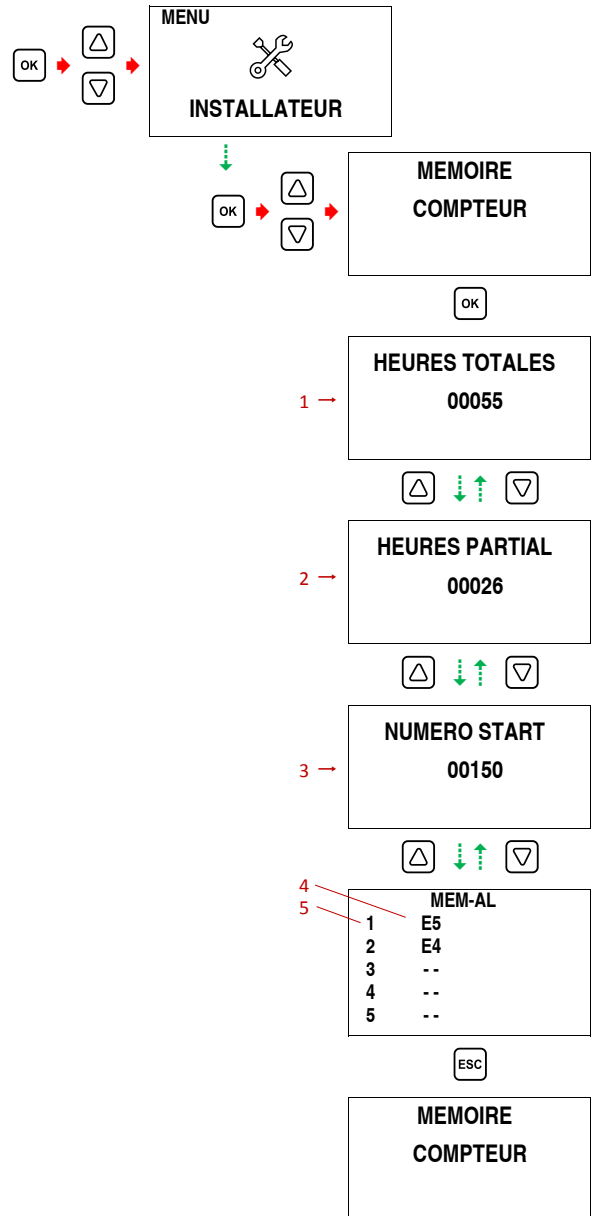 MENU
OK
INSTALLATEUR
OK
MEMOIRE
COMPTEUR
OK
HEURES TOTALES
1 → 00055
HEURES PARTIAL
2 → 00026
NUMERO START
3 → 00150
4
MEM-AL
5
1 E5
2 E4
3 - -
4 - -
5 - -
ESC
MEMOIRE
COMPTEUR